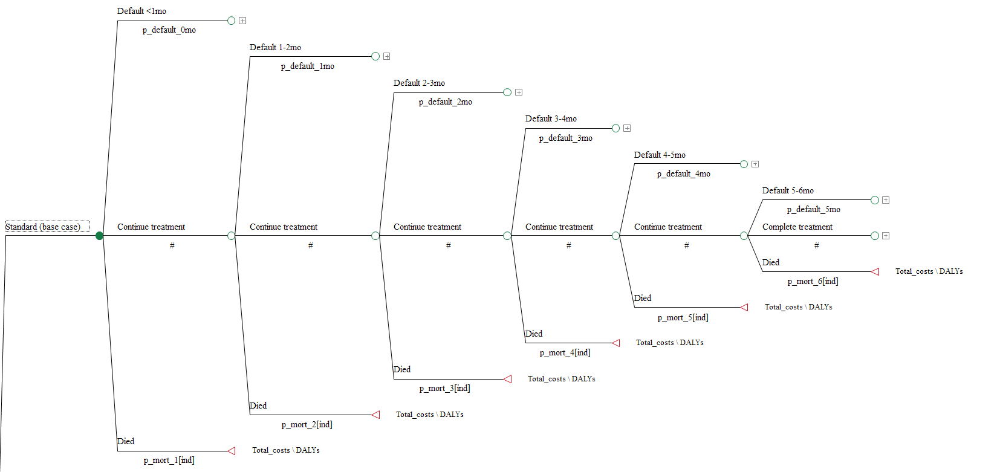 Default <1mo
p_default_0mo
Default 1-2mo
p_default_1mo
Default 2-3mo
p_default_2mo
Default 3-4mo
p_default_3mo
Default 4-5mo
p_default_4mo
Default 5-6mo
p_default_5mo
Standard (base case)
Continue treatment
#
Continue treatment
#
Continue treatment
#
Continue treatment
#
Continue treatment
#
Complete treatment
#
Died
p_mort_6[ind]
Total_costs \ DALYs
Died
p_mort_5[ind]
Total_costs \ DALYs
Died
p_mort_4[ind]
Total_costs \ DALYs
Died
p_mort_3[ind]
Total_costs \ DALYs
Died
p_mort_2[ind]
Total_costs \ DALYs
Died
p_mort_1[ind]
Total_costs \ DALYs